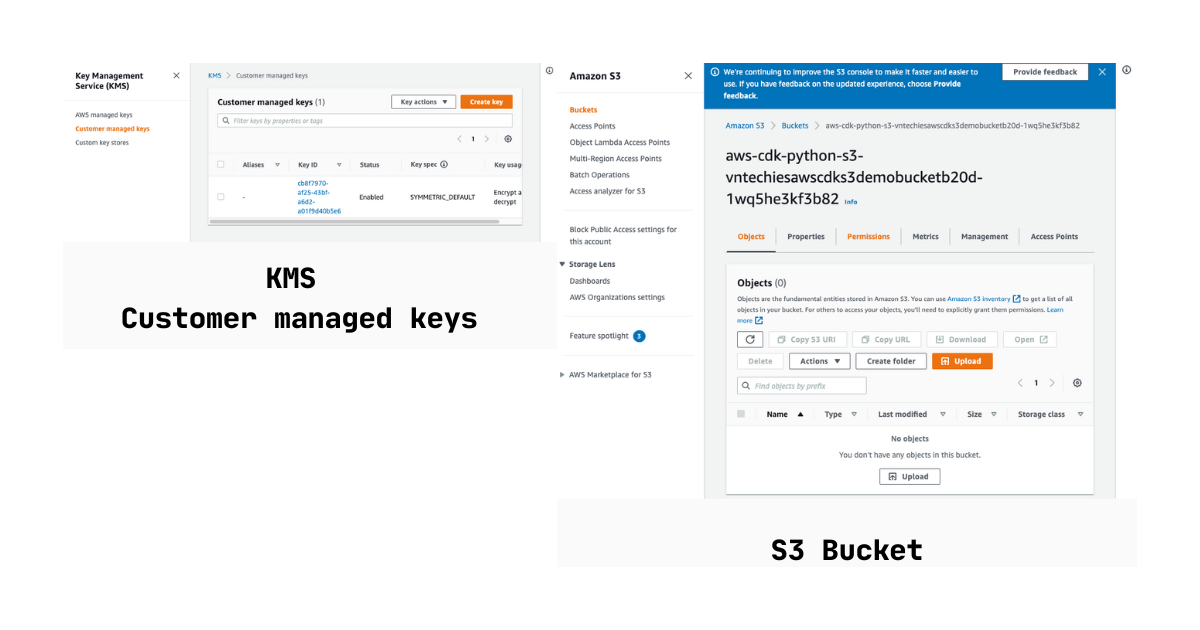 Key Management
Service (KMS)
AWS managed keys
Customer managed keys
Custom key stores
KMS > Customer managed keys
Customer managed keys (1)
Key actions
Create key
Filter keys by properties or tags
1
Aliases
Key ID
Status
Key spec
Key usag
-
cb8f7970-
af25-43bf-
a6d2-
a01f9d40b5e6
Enabled
SYMMETRIC_DEFAULT
Encrypt a
decrypt
KMS
Customer managed keys
Amazon S3
Buckets
Access Points
Object Lambda Access Points
Multi-Region Access Points
Batch Operations
Access analyzer for S3
Block Public Access settings for
this account
Storage Lens
Dashboards
AWS Organizations settings
Feature spotlight 3
AWS Marketplace for S3
We're continuing to improve the S3 console to make it faster and easier to
use. If you have feedback on the updated experience, choose Provide
feedback.
Provide feedback
Amazon S3 > Buckets > aws-cdk-python-s3-vntechiesawscdks3demobucketb20d-1wq5he3kf3b82
aws-cdk-python-s3-
vntechiesawscdks3demobucketb20d-
1wq5he3kf3b82 Info
Objects
Properties
Permissions
Metrics
Management
Access Points
Objects (0)
Objects are the fundamental entities stored in Amazon S3. You can use Amazon S3 inventory to get a list of all
objects in your bucket. For others to access your objects, you'll need to explicitly grant them permissions. Learn
more
Copy S3 URI
Copy URL
Download
Open
Delete
Actions
Create folder
Upload
Find objects by prefix
1
Name
Type
Last modified
Size
Storage class
No objects
You don't have any objects in this bucket.
Upload
S3 Bucket